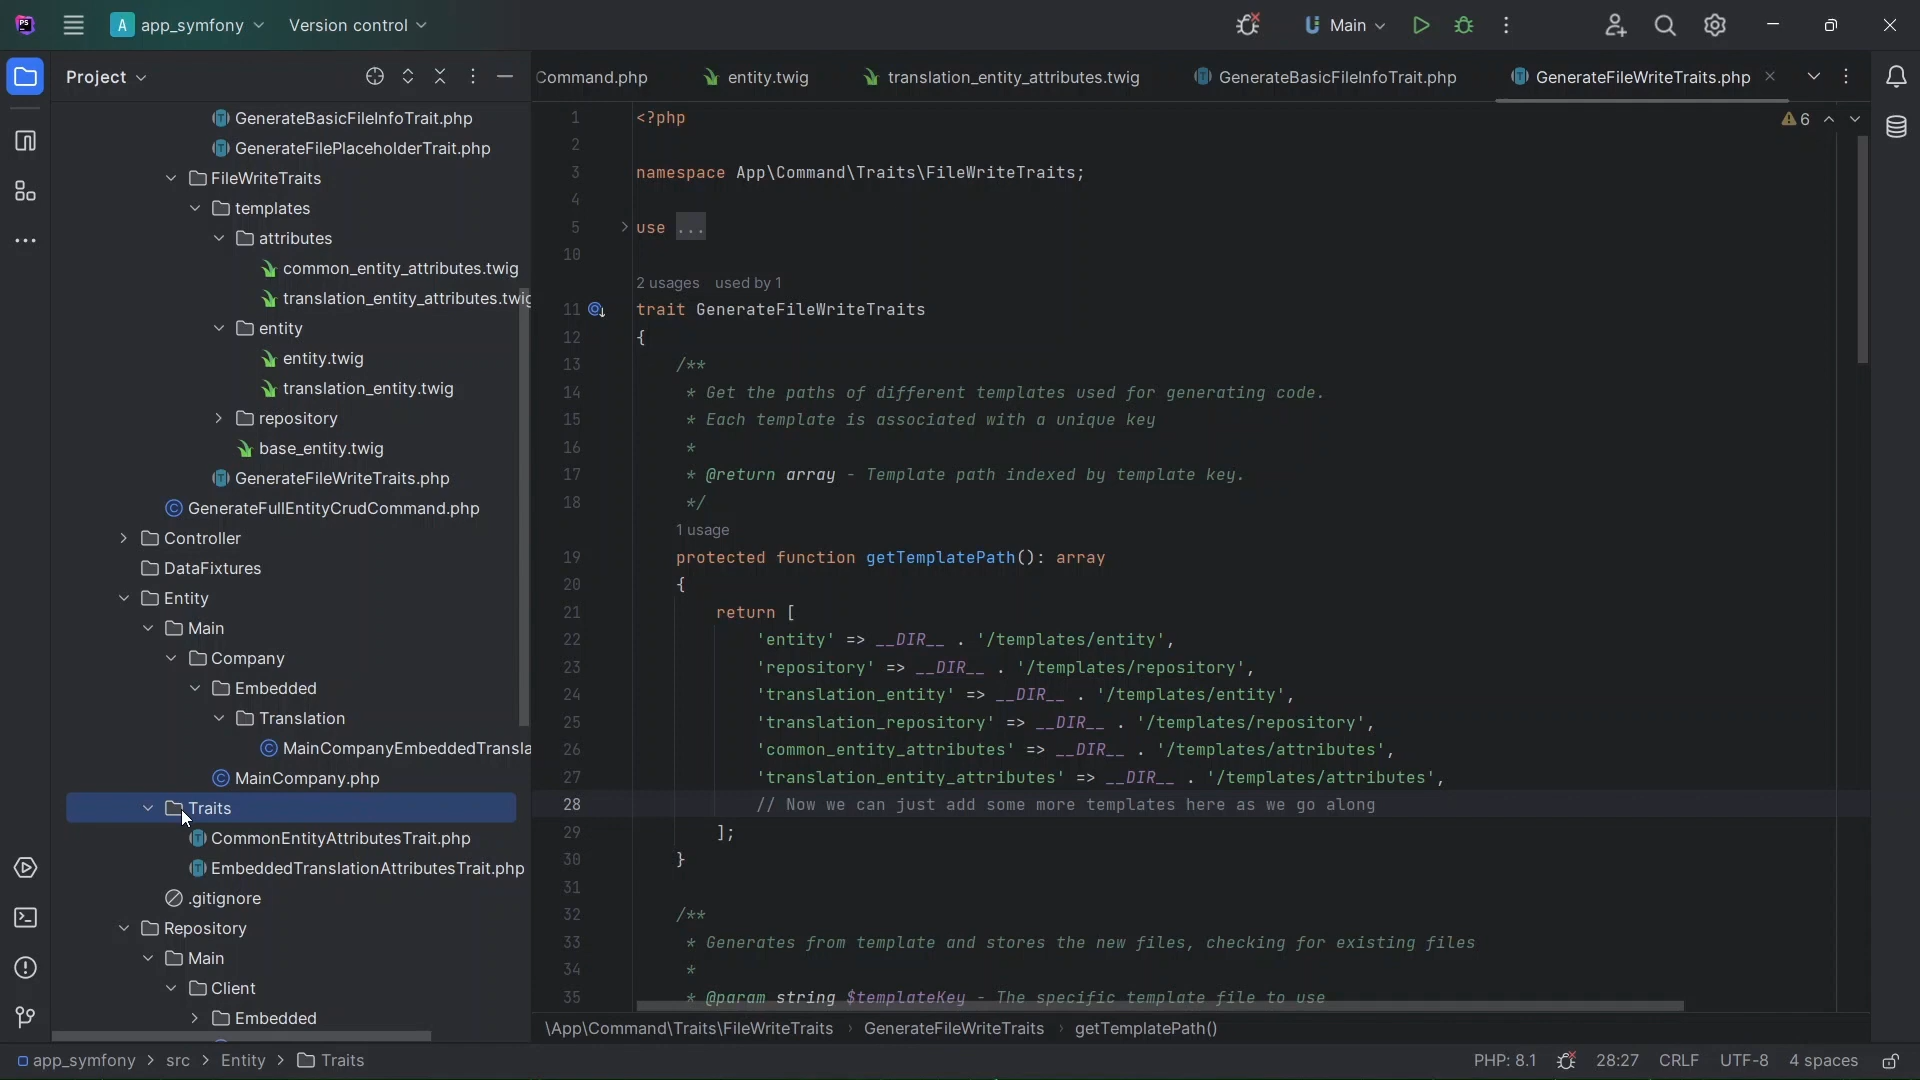 PS
A app_symfony
Version control
Main
Project
Command.php
entity.twig
translation_entity_attributes.twig
GenerateBasicFileInfoTrait.php
GenerateFileWriteTraits.php
GenerateBasicFileInfoTrait.php
GenerateFilePlaceholderTrait.php
FileWriteTraits
templates
attributes
common_entity_attributes.twig
translation_entity_attributes.twig
entity
entity.twig
translation_entity.twig
repository
base_entity.twig
GenerateFileWriteTraits.php
GenerateFullEntityCrudCommand.php
Controller
DataFixtures
Entity
Main
Company
Embedded
Translation
MainCompanyEmbeddedTransla
MainCompany.php
Traits
CommonEntityAttributesTrait.php
EmbeddedTranslationAttributesTrait.php
.gitignore
Repository
Main
Client
Embedded
6
1 <?php
2
3 namespace App\Command\Traits\FileWriteTraits;
4
5 use ...
10
2 usages used by 1
11 trait GenerateFileWriteTraits
12 {
13 /**
14 * Get the paths of different templates used for generating code.
15 * Each template is associated with a unique key
16 *
17 * @return array - Template path indexed by template key.
18 */
1 usage
19 protected function getTemplatePath(): array
20 {
21 return [
22 'entity' => __DIR__ . '/templates/entity',
23 'repository' => __DIR__ . '/templates/repository',
24 'translation_entity' => __DIR__ . '/templates/entity',
25 'translation_repository' => __DIR__ . '/templates/repository',
26 'common_entity_attributes' => __DIR__ . '/templates/attributes',
27 'translation_entity_attributes' => __DIR__ . '/templates/attributes',
28 // Now we can just add some more templates here as we go along
29 ];
30 }
31
32 /**
33 * Generates from template and stores the new files, checking for existing files
34 *
35 * @param string $templateKey - The specific template file to use
\App\Command\Traits\FileWriteTraits › GenerateFileWriteTraits › getTemplatePath()
app_symfony > src > Entity > Traits
PHP: 8.1
28:27
CRLF
UTF-8
4 spaces